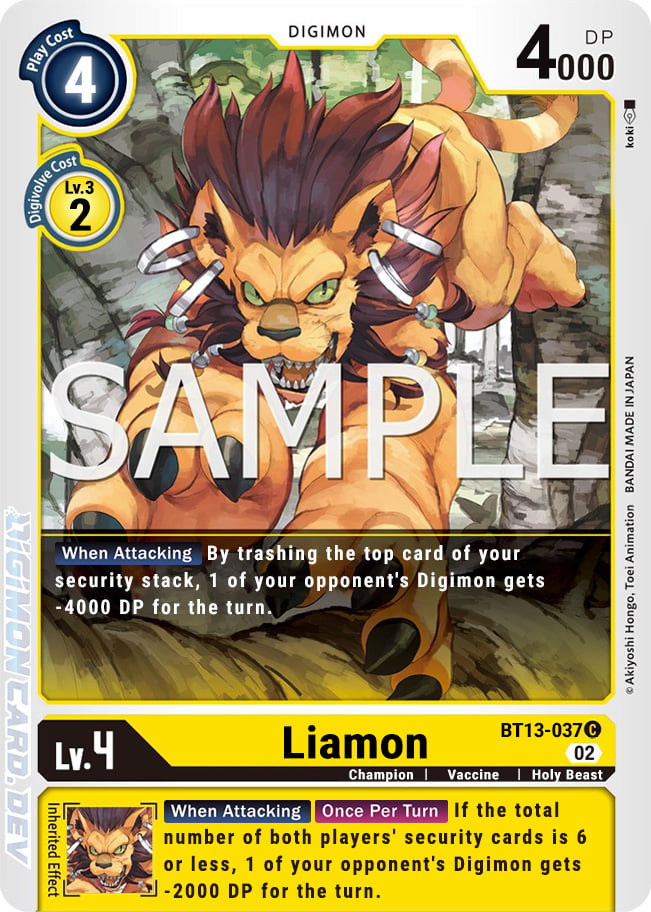 Play Cost
4
DIGIMON
DP
4000
Digivolve Cost
Lv.3
2
koki
SAMPLE
BANDAI MADE IN JAPAN
© Akiyoshi Hongo, Toei Animation
When Attacking By trashing the top card of your
security stack, 1 of your opponent's Digimon gets
-4000 DP for the turn.
DIGIMON CARD.DEV
Lv.4
Liamon
BT13-037 C
02
Champion | Vaccine | Holy Beast
Inherited Effect
When Attacking Once Per Turn If the total
number of both players' security cards is 6
or less, 1 of your opponent's Digimon gets
-2000 DP for the turn.